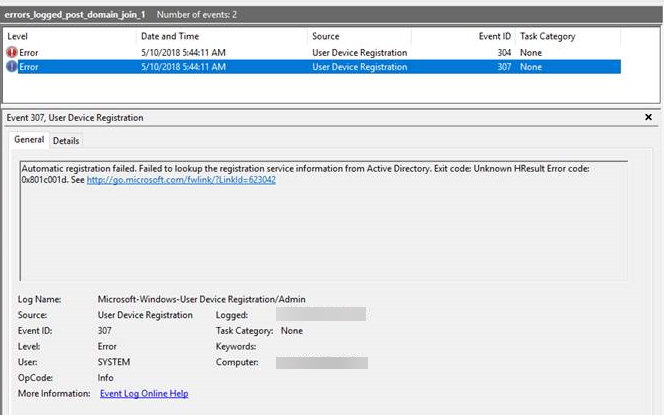 errors_logged_post_domain_join_1 Number of events: 2
Level Date and Time Source Event ID Task Category
Error 5/10/2018 5:44:11 AM User Device Registration 304 None
Error 5/10/2018 5:44:11 AM User Device Registration 307 None
Event 307, User Device Registration
General Details
Automatic registration failed. Failed to lookup the registration service information from Active Directory. Exit code: Unknown HResult Error code:
0x801c001d. See http://go.microsoft.com/fwlink/?LinkId=623042
Log Name: Microsoft-Windows-User Device Registration/Admin
Source: User Device Registration Logged:
Event ID: 307 Task Category: None
Level: Error Keywords:
User: SYSTEM Computer:
OpCode: Info
More Information: Event Log Online Help